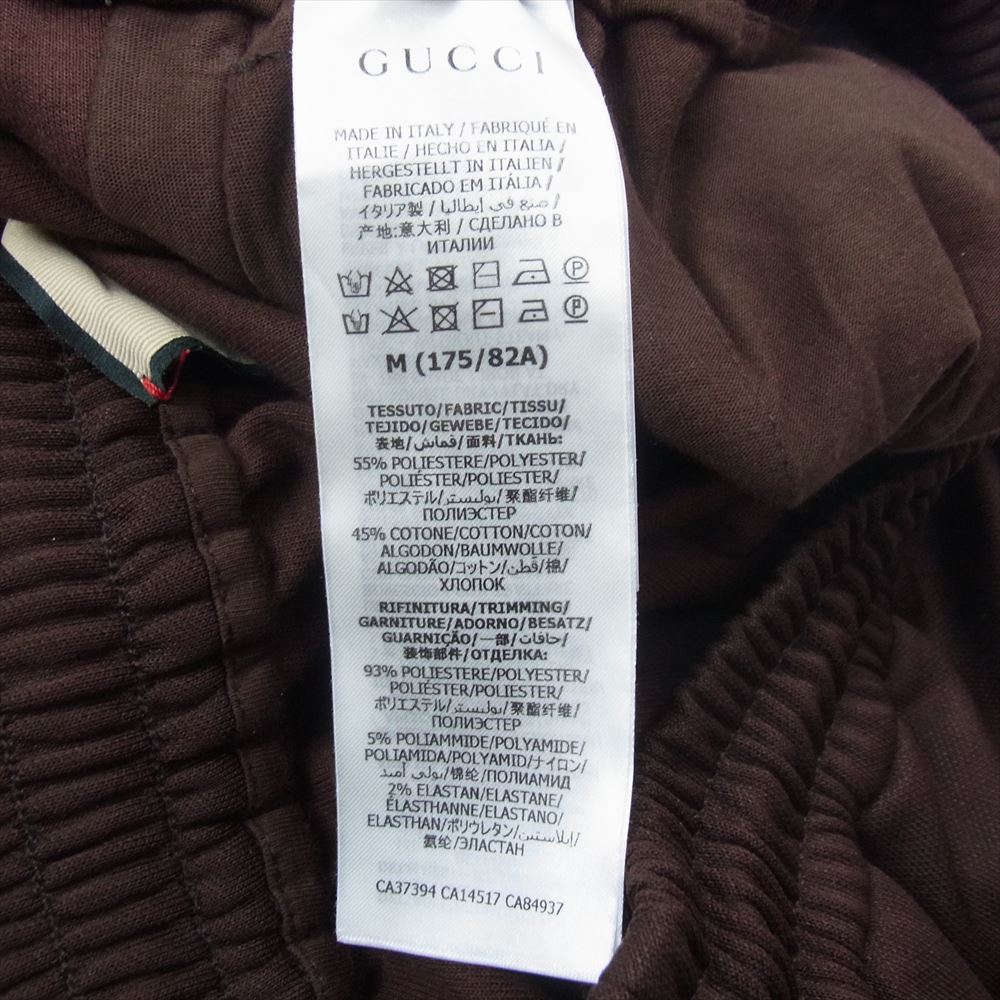 GUCCI
MADE IN ITALY / FABRIQUÉ EN
ITALIE / HECHO EN ITALIA /
HERGESTELLT IN ITALIEN /
FABRICADO EM ITÁLIA /
イタリア製 / صنع في إيطاليا /
产地:意大利 / СДЕЛАНО В
ИТАЛИИ
P
P
M (175/82A)
TESSUTO/FABRIC/TISSU/
TEJIDO/GEWEBE/TECIDO/
表地/قماش/面料/ТКАНЬ:
55% POLIESTERE/POLYESTER/
POLIÉSTER/POLIESTER/
ポリエステル/بوليستر/聚酯纤维/
ПОЛИЭСТЕР
45% COTONE/COTTON/COTON/
ALGODON/BAUMWOLLE/
ALGODÃO/コットン/قطن/棉/
ХЛОПОК
RIFINITURA/TRIMMING/
GARNITURE/ADORNO/BESATZ/
GUARNIÇÃO/一部/حافات/
装饰部件/ОТДЕЛКА:
93% POLIESTERE/POLYESTER/
POLIÉSTER/POLIESTER/
ポリエステル/بوليستر/聚酯纤维/
ПОЛИЭСТЕР
5% POLIAMMIDE/POLYAMIDE/
POLIAMIDA/POLYAMID/ナイロン/
بولي أميد/锦纶/ПОЛИАМИД
2% ELASTAN/ELASTANE/
ÉLASTHANNE/ELASTANO/
ELASTHAN/ポリウレタン/إيلاستين/
氨纶/ЭЛАСТАН
CA37394 CA14517 CA84937